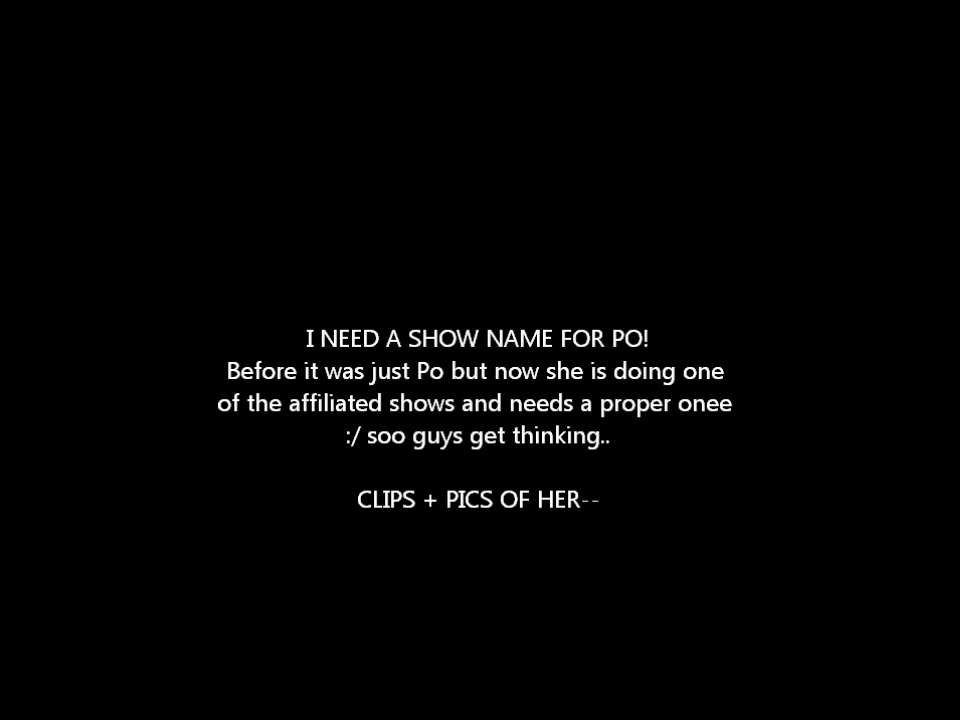 I NEED A SHOW NAME FOR PO!
Before it was just Po but now she is doing one
of the affiliated shows and needs a proper onee
:/ soo guys get thinking..
CLIPS + PICS OF HER--